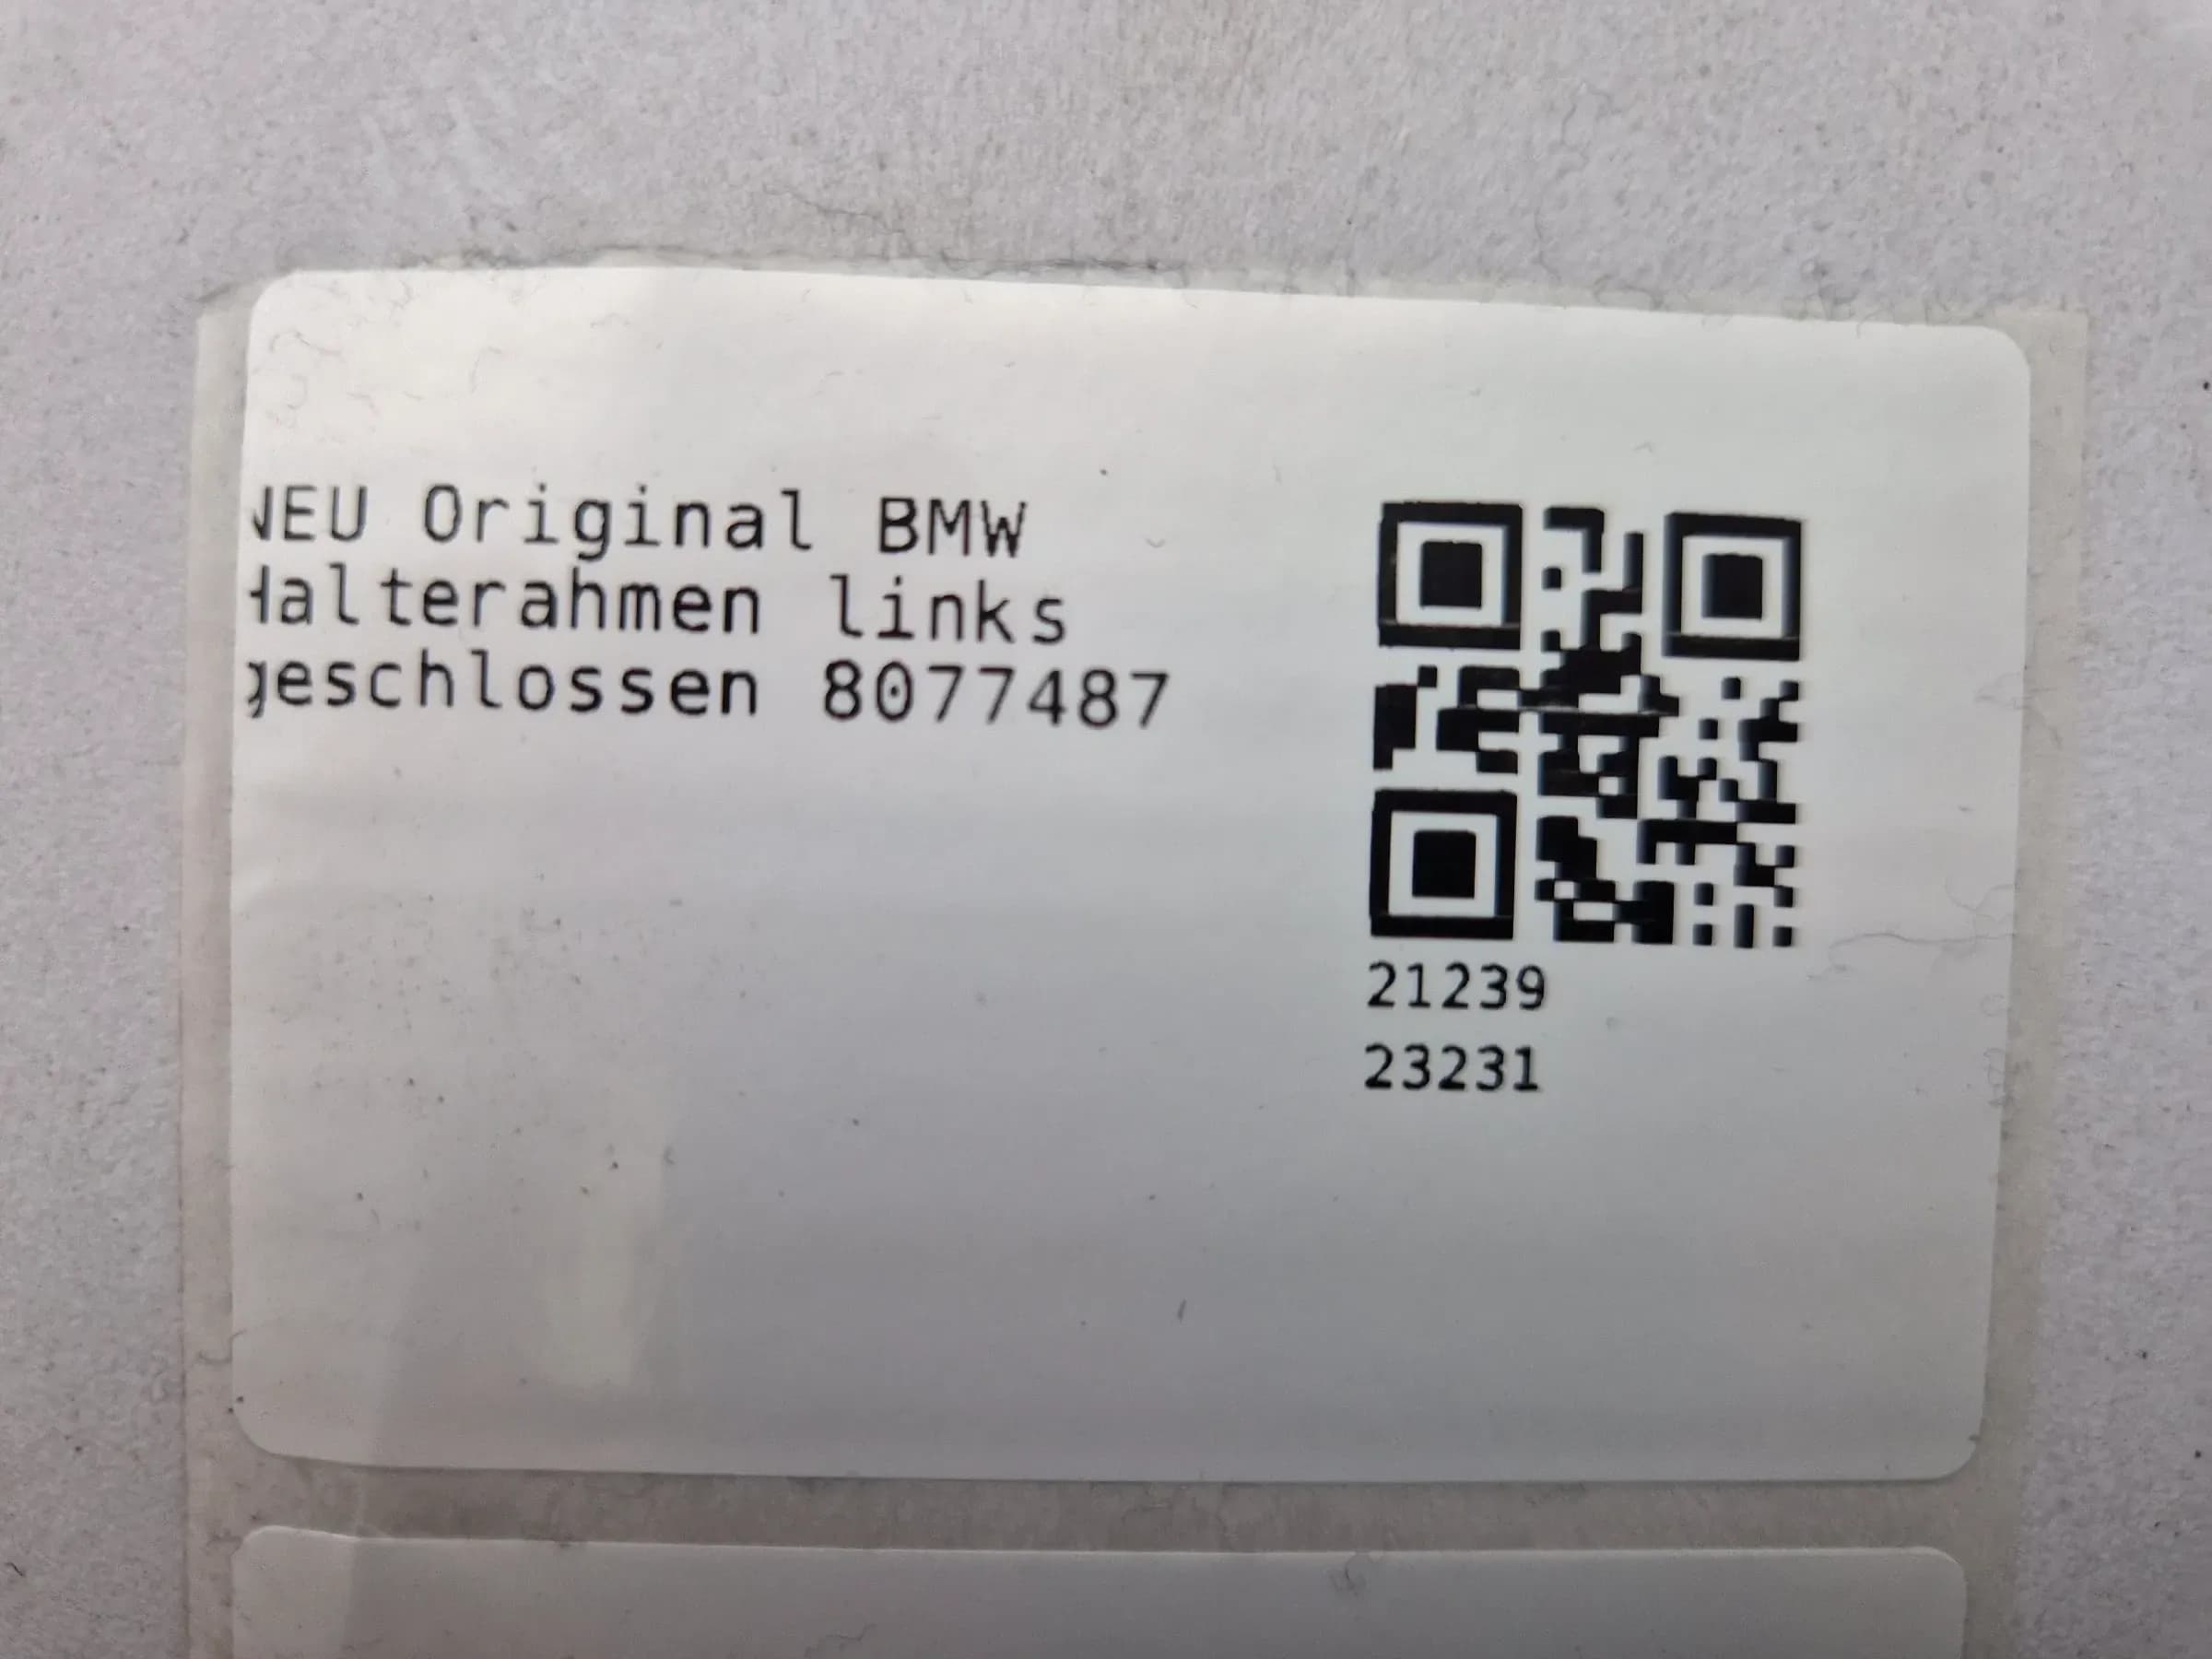 NEU Original BMW
Halterahmen links
geschlossen 8077487
21239
23231